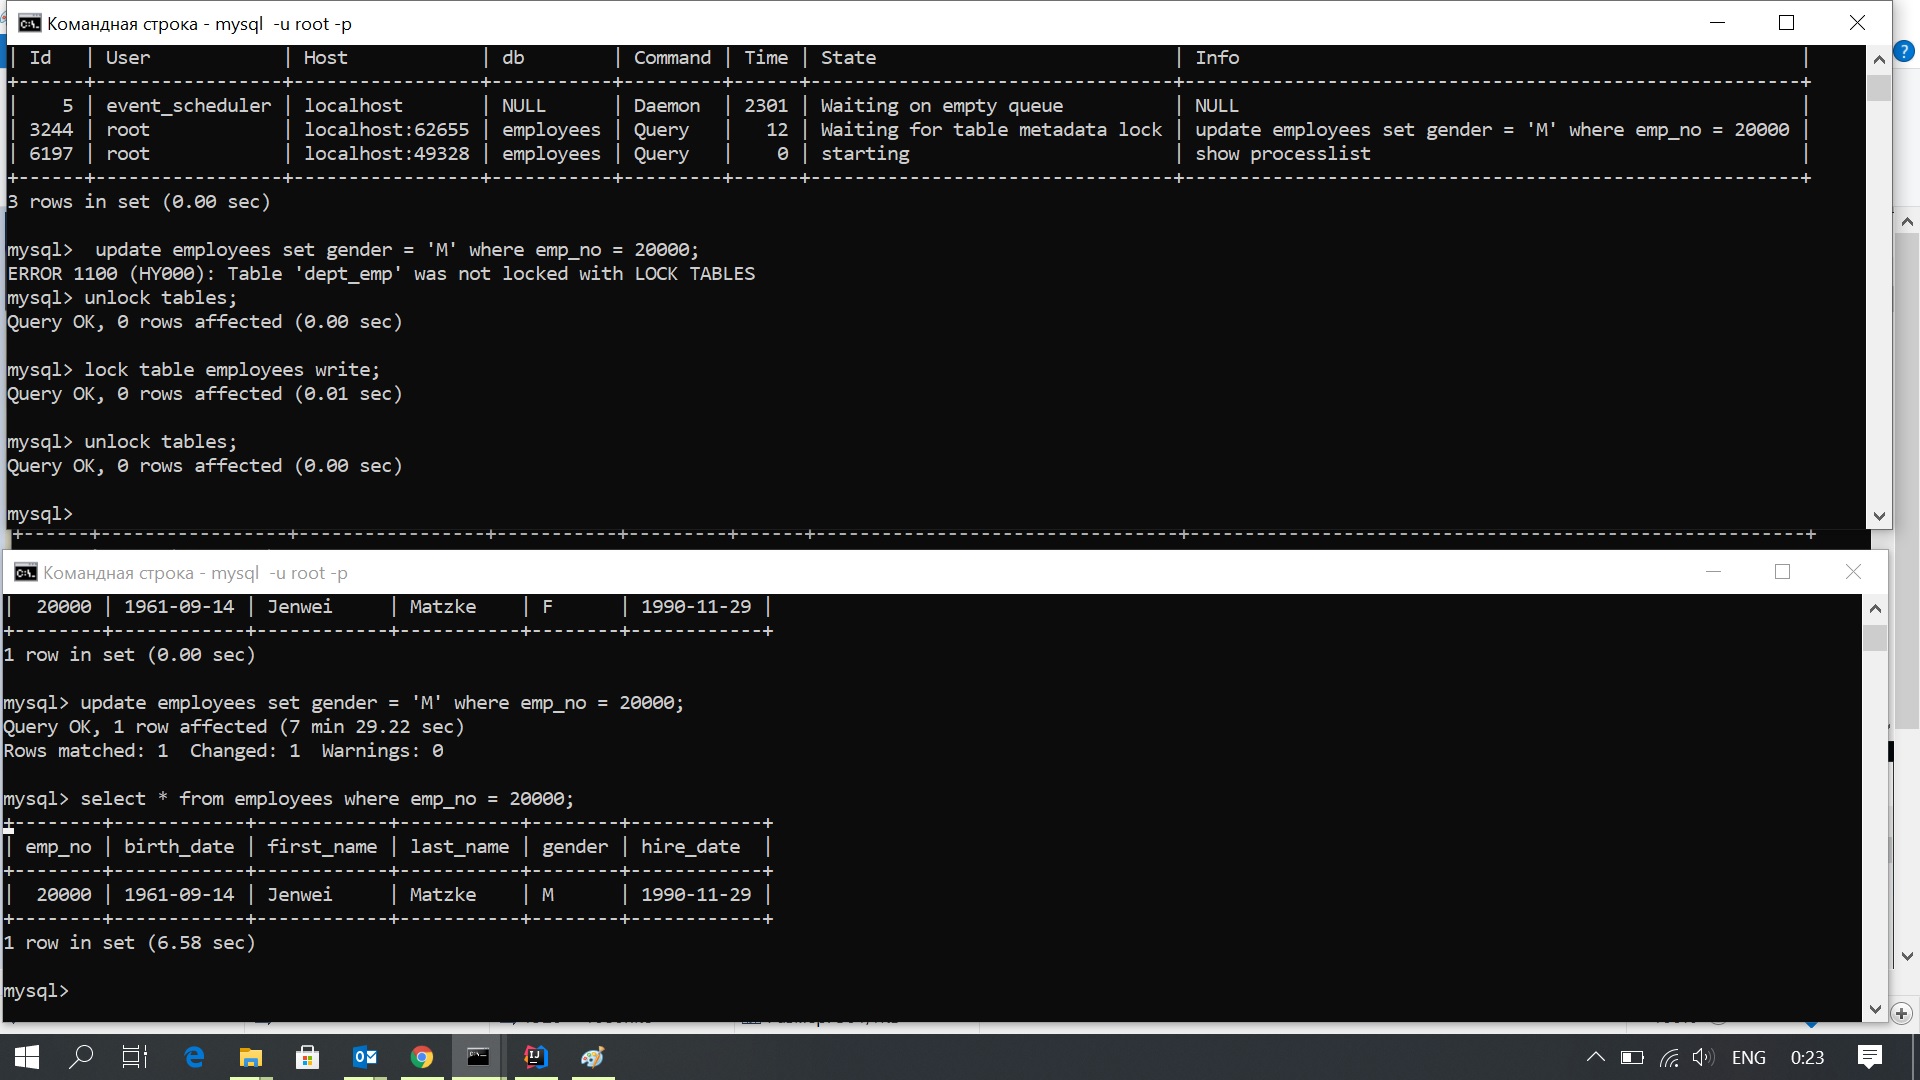 Командная строка - mysql  -u root -p
| Id   | User            | Host            | db        | Command | Time | State                           | Info                                                    |
+------+-----------------+-----------------+-----------+---------+------+---------------------------------+---------------------------------------------------------+
|    5 | event_scheduler | localhost       | NULL      | Daemon  | 2301 | Waiting on empty queue          | NULL                                                    |
| 3244 | root            | localhost:62655 | employees | Query   |   12 | Waiting for table metadata lock | update employees set gender = 'M' where emp_no = 20000 |
| 6197 | root            | localhost:49328 | employees | Query   |    0 | starting                        | show processlist                                        |
+------+-----------------+-----------------+-----------+---------+------+---------------------------------+---------------------------------------------------------+
3 rows in set (0.00 sec)
mysql>  update employees set gender = 'M' where emp_no = 20000;
ERROR 1100 (HY000): Table 'dept_emp' was not locked with LOCK TABLES
mysql> unlock tables;
Query OK, 0 rows affected (0.00 sec)
mysql> lock table employees write;
Query OK, 0 rows affected (0.01 sec)
mysql> unlock tables;
Query OK, 0 rows affected (0.00 sec)
mysql>
Командная строка - mysql  -u root -p
|  20000 | 1961-09-14 | Jenwei     | Matzke    | F      | 1990-11-29 |
+--------+------------+------------+-----------+--------+------------+
1 row in set (0.00 sec)
mysql> update employees set gender = 'M' where emp_no = 20000;
Query OK, 1 row affected (7 min 29.22 sec)
Rows matched: 1  Changed: 1  Warnings: 0
mysql> select * from employees where emp_no = 20000;
+--------+------------+------------+-----------+--------+------------+
| emp_no | birth_date | first_name | last_name | gender | hire_date  |
+--------+------------+------------+-----------+--------+------------+
|  20000 | 1961-09-14 | Jenwei     | Matzke    | M      | 1990-11-29 |
+--------+------------+------------+-----------+--------+------------+
1 row in set (6.58 sec)
mysql>
ENG 0:23